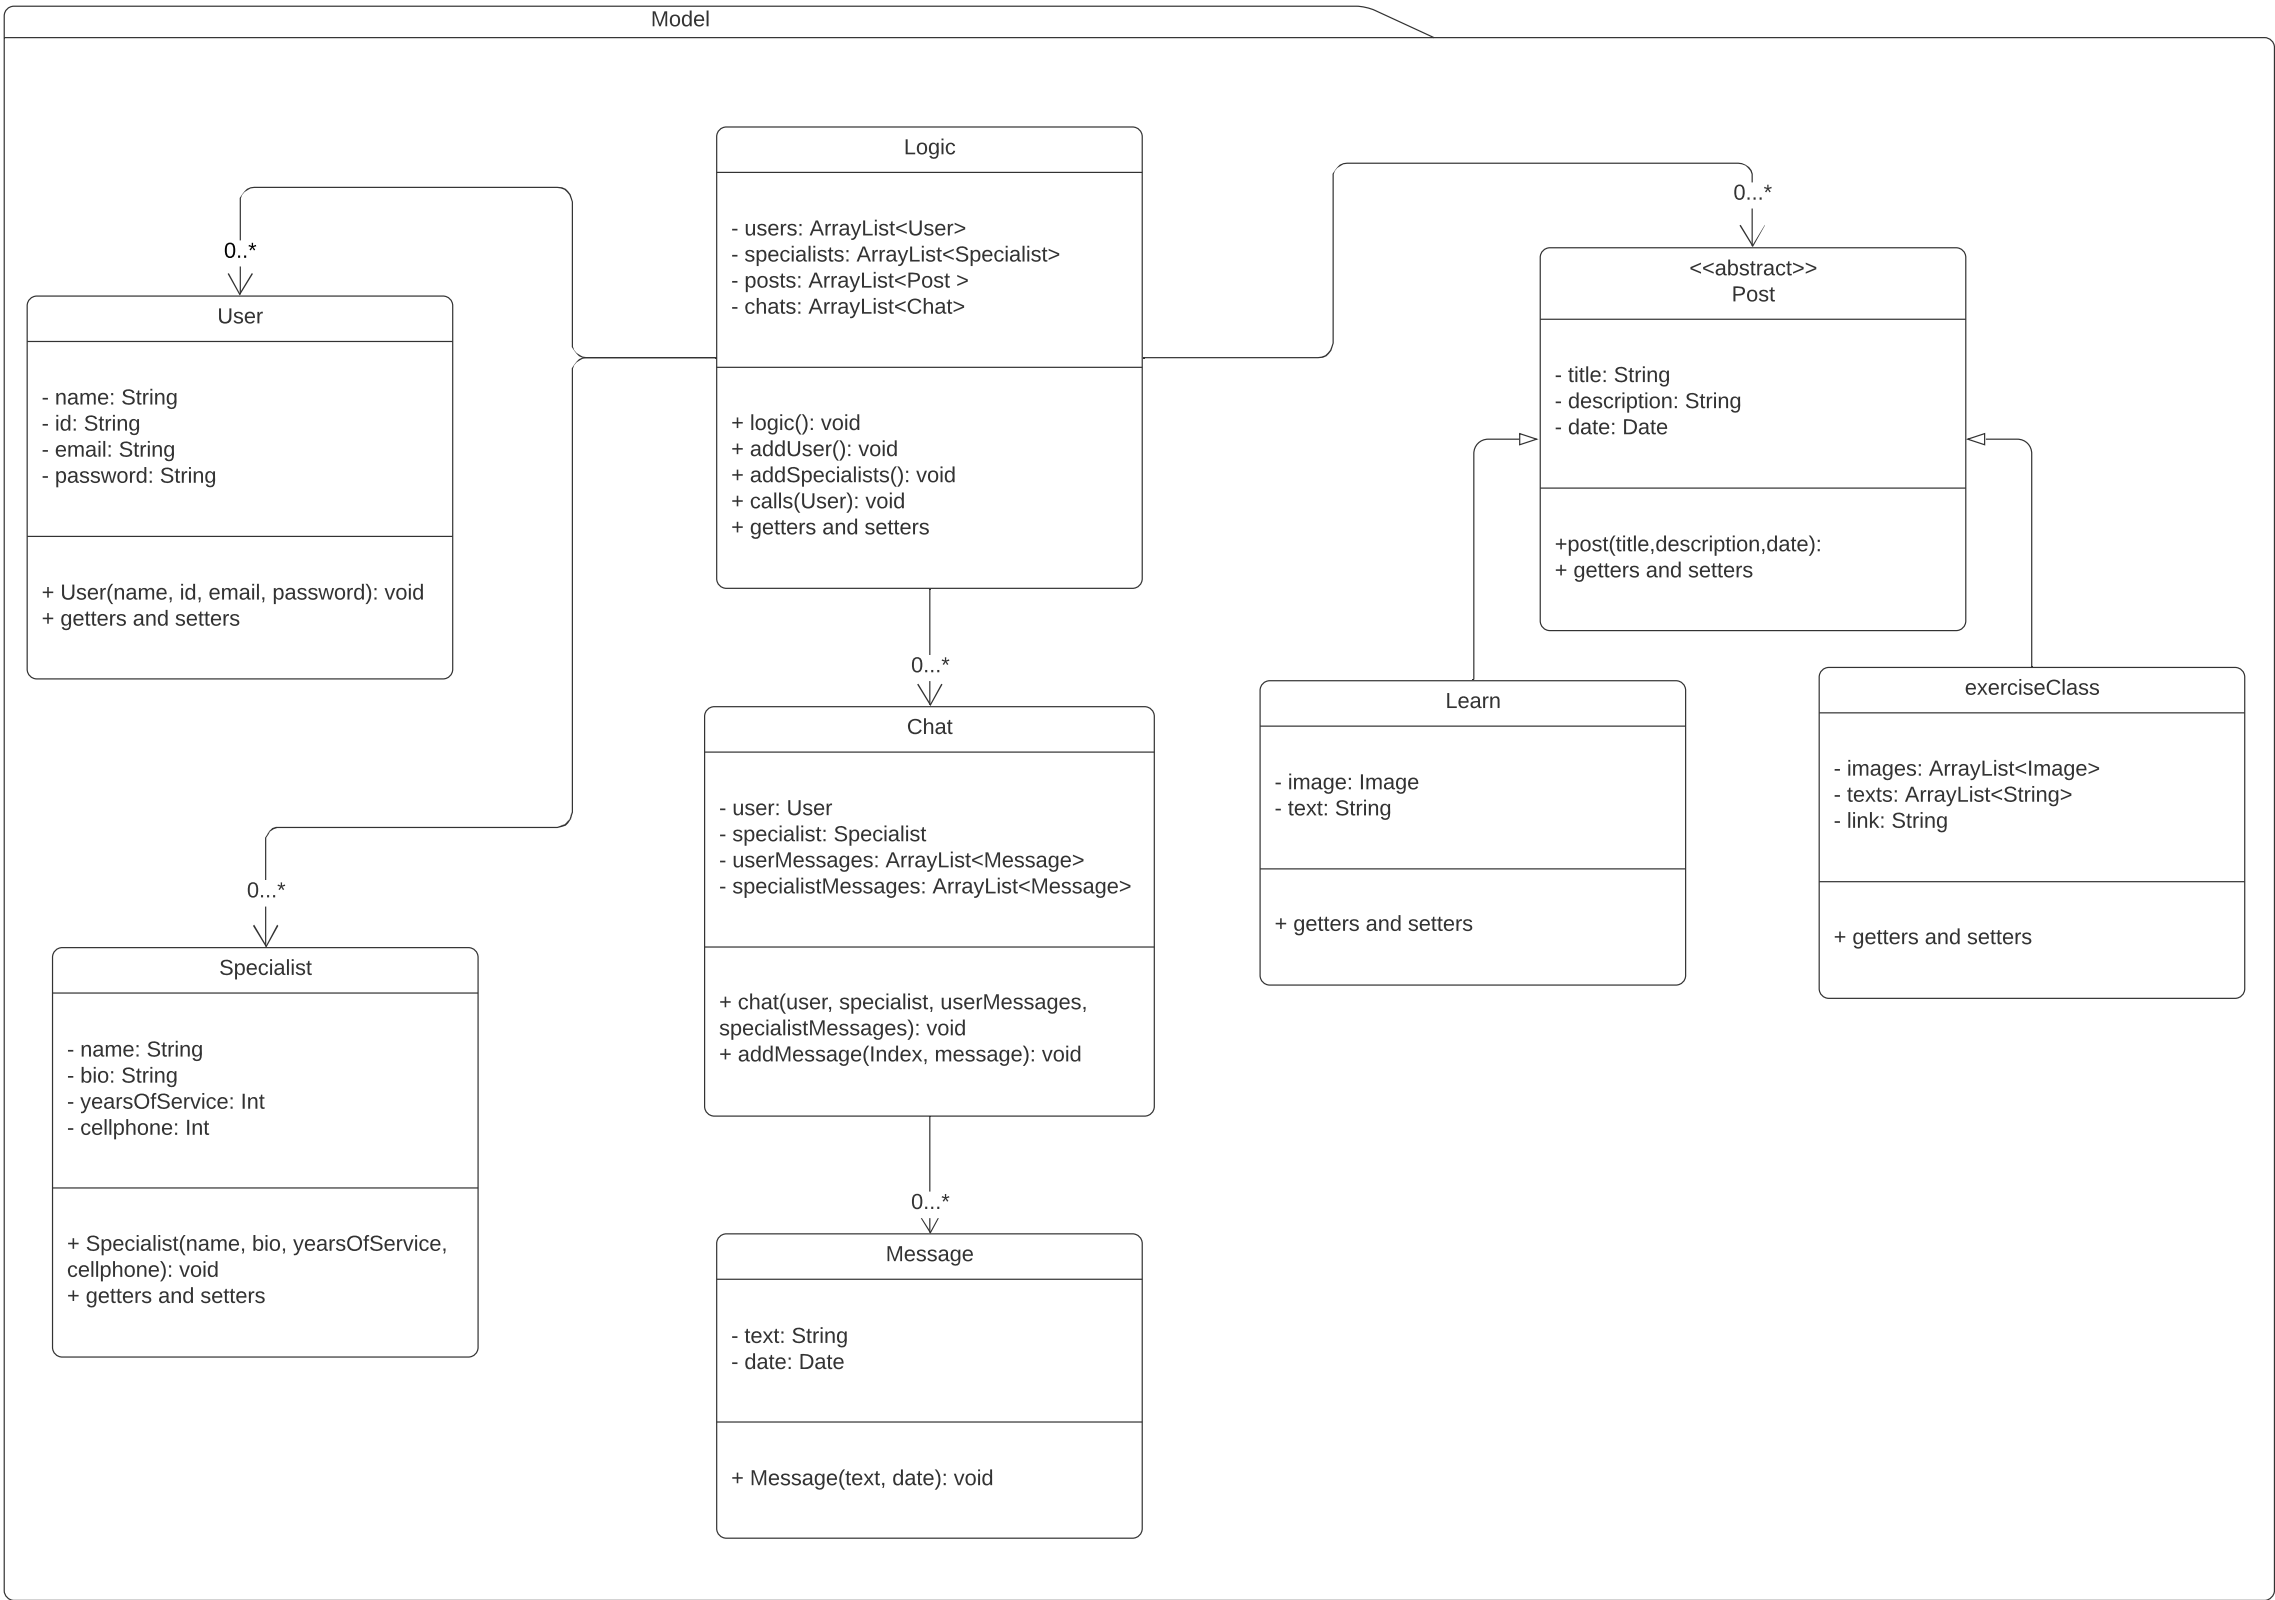 Model
Logic
- users: ArrayList<User>
- specialists: ArrayList<Specialist>
- posts: ArrayList<Post >
- chats: ArrayList<Chat>
+ logic(): void
+ addUser(): void
+ addSpecialists(): void
+ calls(User): void
+ getters and setters
0..*
User
- name: String
- id: String
- email: String
- password: String
+ User(name, id, email, password): void
+ getters and setters
0...*
<<abstract>>
Post
- title: String
- description: String
- date: Date
+post(title,description,date):
+ getters and setters
0...*
Chat
- user: User
- specialist: Specialist
- userMessages: ArrayList<Message>
- specialistMessages: ArrayList<Message>
+ chat(user, specialist, userMessages,
specialistMessages): void
+ addMessage(Index, message): void
Learn
- image: Image
- text: String
+ getters and setters
exerciseClass
- images: ArrayList<Image>
- texts: ArrayList<String>
- link: String
+ getters and setters
0...*
Specialist
- name: String
- bio: String
- yearsOfService: Int
- cellphone: Int
+ Specialist(name, bio, yearsOfService,
cellphone): void
+ getters and setters
0...*
Message
- text: String
- date: Date
+ Message(text, date): void